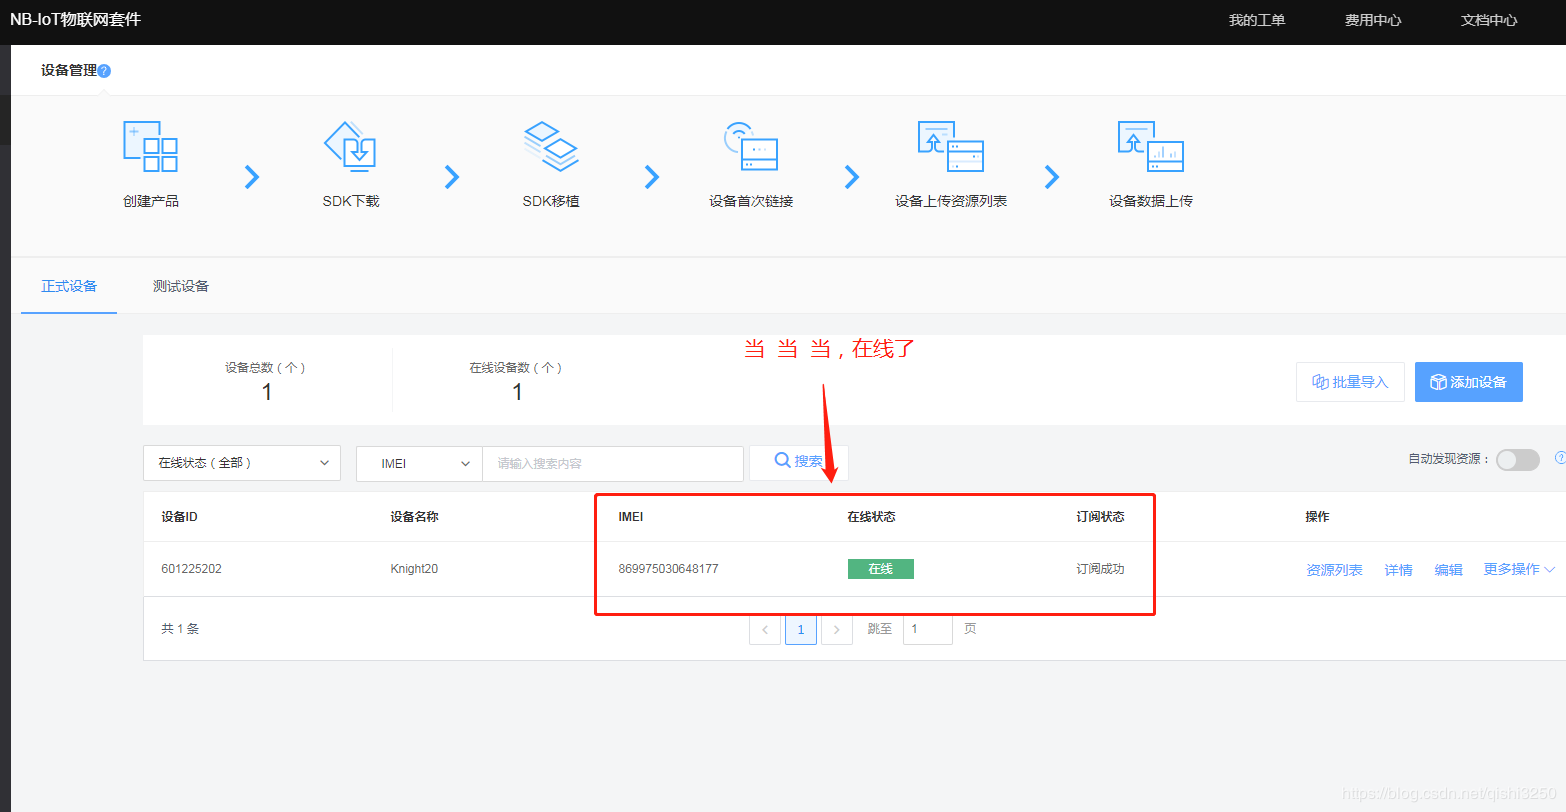 NB-IoT物联网套件
我的工单 费用中心 文档中心
设备管理?
创建产品 SDK下载 SDK移植 设备首次链接 设备上传资源列表 设备数据上传
正式设备 测试设备
当 当 当，在线了
设备总数（个） 在线设备数（个）
1 1
批量导入 添加设备
在线状态（全部） IMEI 请输入搜索内容 搜索 自动发现资源： ?
设备ID 设备名称 IMEI 在线状态 订阅状态 操作
601225202 Knight20 869975030648177 在线 订阅成功 资源列表 详情 编辑 更多操作
共 1 条 1 跳至 1 页
https://blog.csdn.net/qishi3250